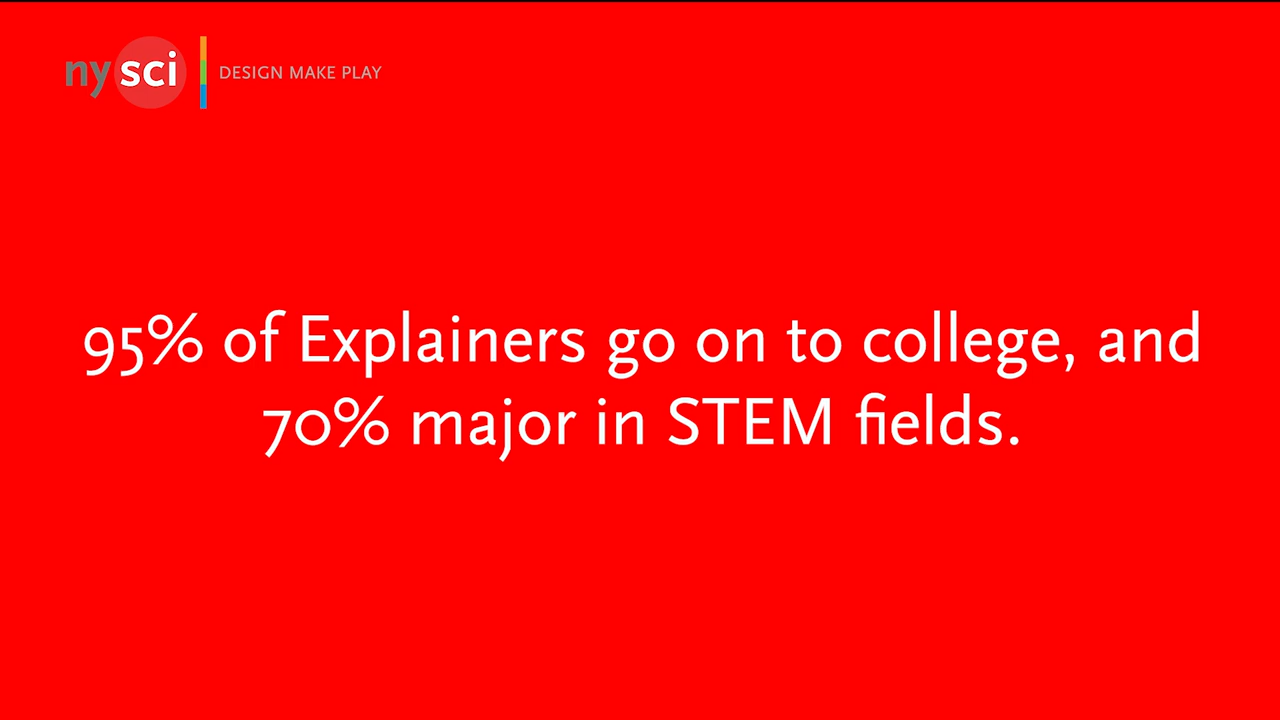 nysci DESIGN MAKE PLAY
95% of Explainers go on to college, and
70% major in STEM fields.